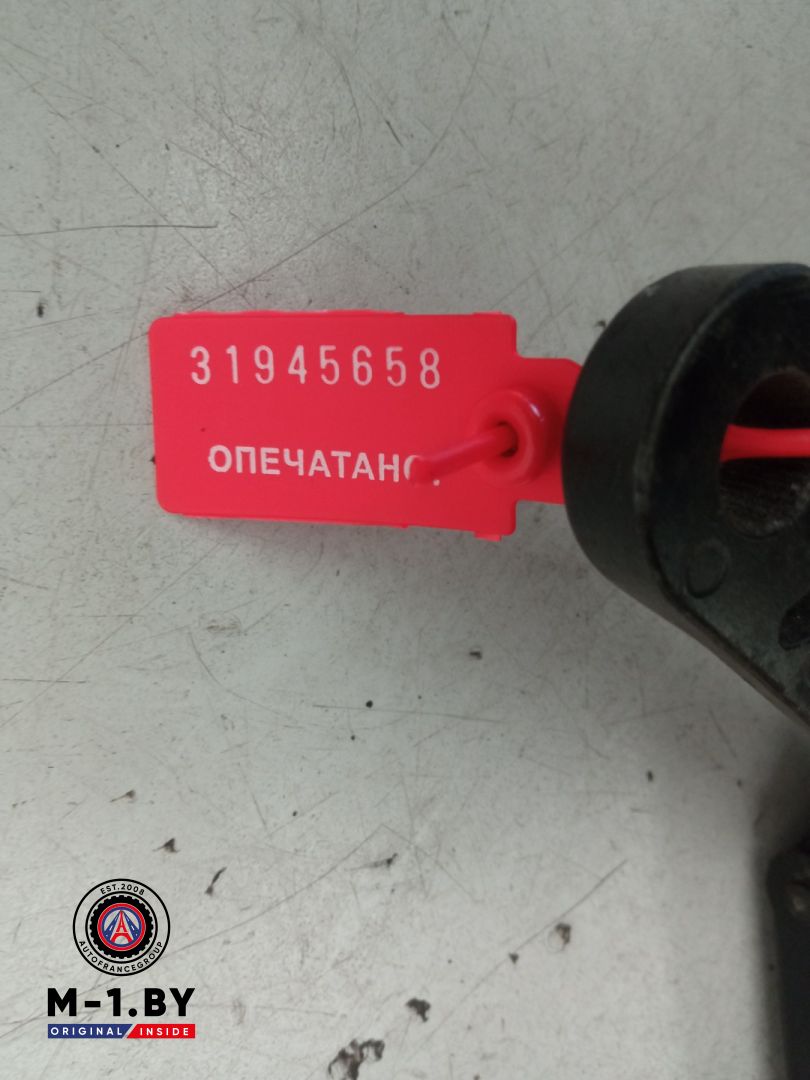 31945658
ОПЕЧАТАНО!
EST.2008
AUTOFRANCEGROUP
M-1.BY
ORIGINAL INSIDE